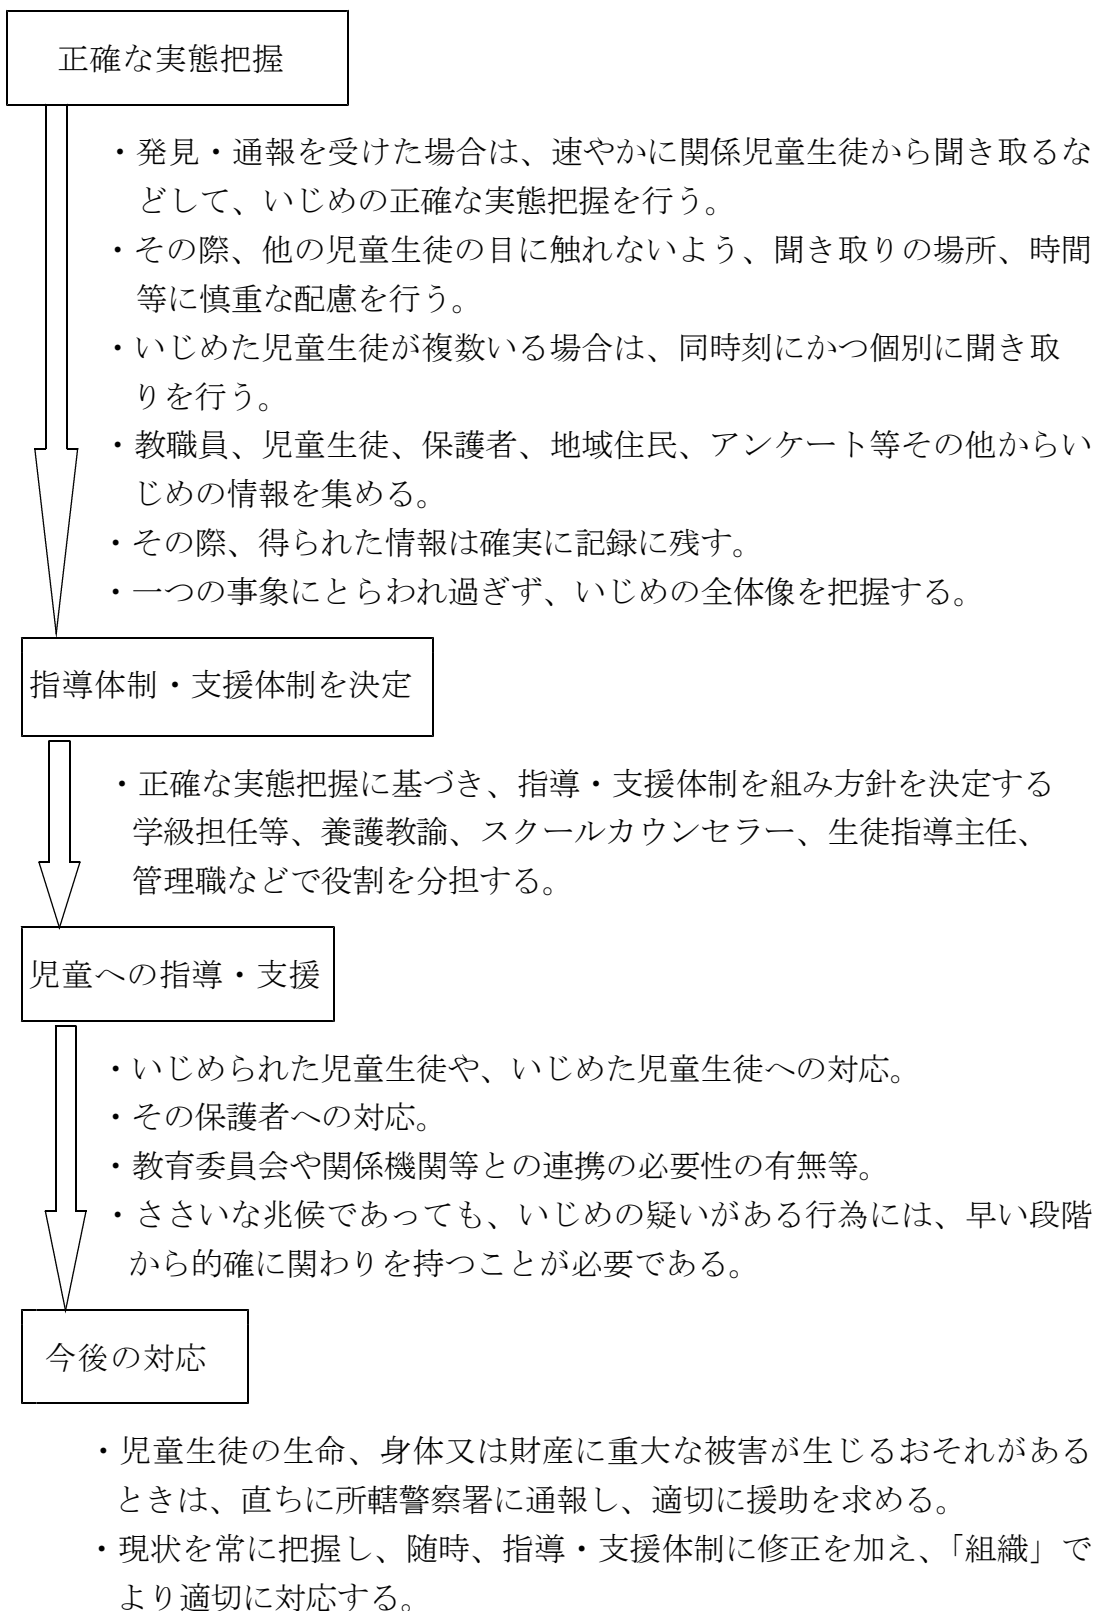 正確な実態把握
・発見・通報を受けた場合は、速やかに関係児童生徒から聞き取るな
どして、いじめの正確な実態把握を行う。
・その際、他の児童生徒の目に触れないよう、聞き取りの場所、時間
等に慎重な配慮を行う。
・いじめた児童生徒が複数いる場合は、同時刻にかつ個別に聞き取
りを行う。
・教職員、児童生徒、保護者、地域住民、アンケート等その他からい
じめの情報を集める。
・その際、得られた情報は確実に記録に残す。
・一つの事象にとらわれ過ぎず、いじめの全体像を把握する。
指導体制・支援体制を決定
・正確な実態把握に基づき、指導・支援体制を組み方針を決定する
学級担任等、養護教諭、スクールカウンセラー、生徒指導主任、
管理職などで役割を分担する。
児童への指導・支援
・いじめられた児童生徒や、いじめた児童生徒への対応。
・その保護者への対応。
・教育委員会や関係機関等との連携の必要性の有無等。
・ささいな兆候であっても、いじめの疑いがある行為には、早い段階
から的確に関わりを持つことが必要である。
今後の対応
・児童生徒の生命、身体又は財産に重大な被害が生じるおそれがある
ときは、直ちに所轄警察署に通報し、適切に援助を求める。
・現状を常に把握し、随時、指導・支援体制に修正を加え、「組織」で
より適切に対応する。